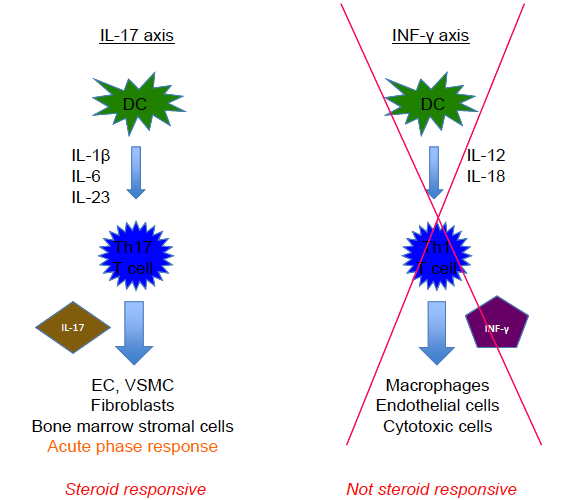 IL-17 axis
DC
IL-1β
IL-6
IL-23
Th17
T cell
IL-17
EC, VSMC
Fibroblasts
Bone marrow stromal cells
Acute phase response
Steroid responsive
INF-γ axis
DC
IL-12
IL-18
Th1
T cell
INF-γ
Macrophages
Endothelial cells
Cytotoxic cells
Not steroid responsive